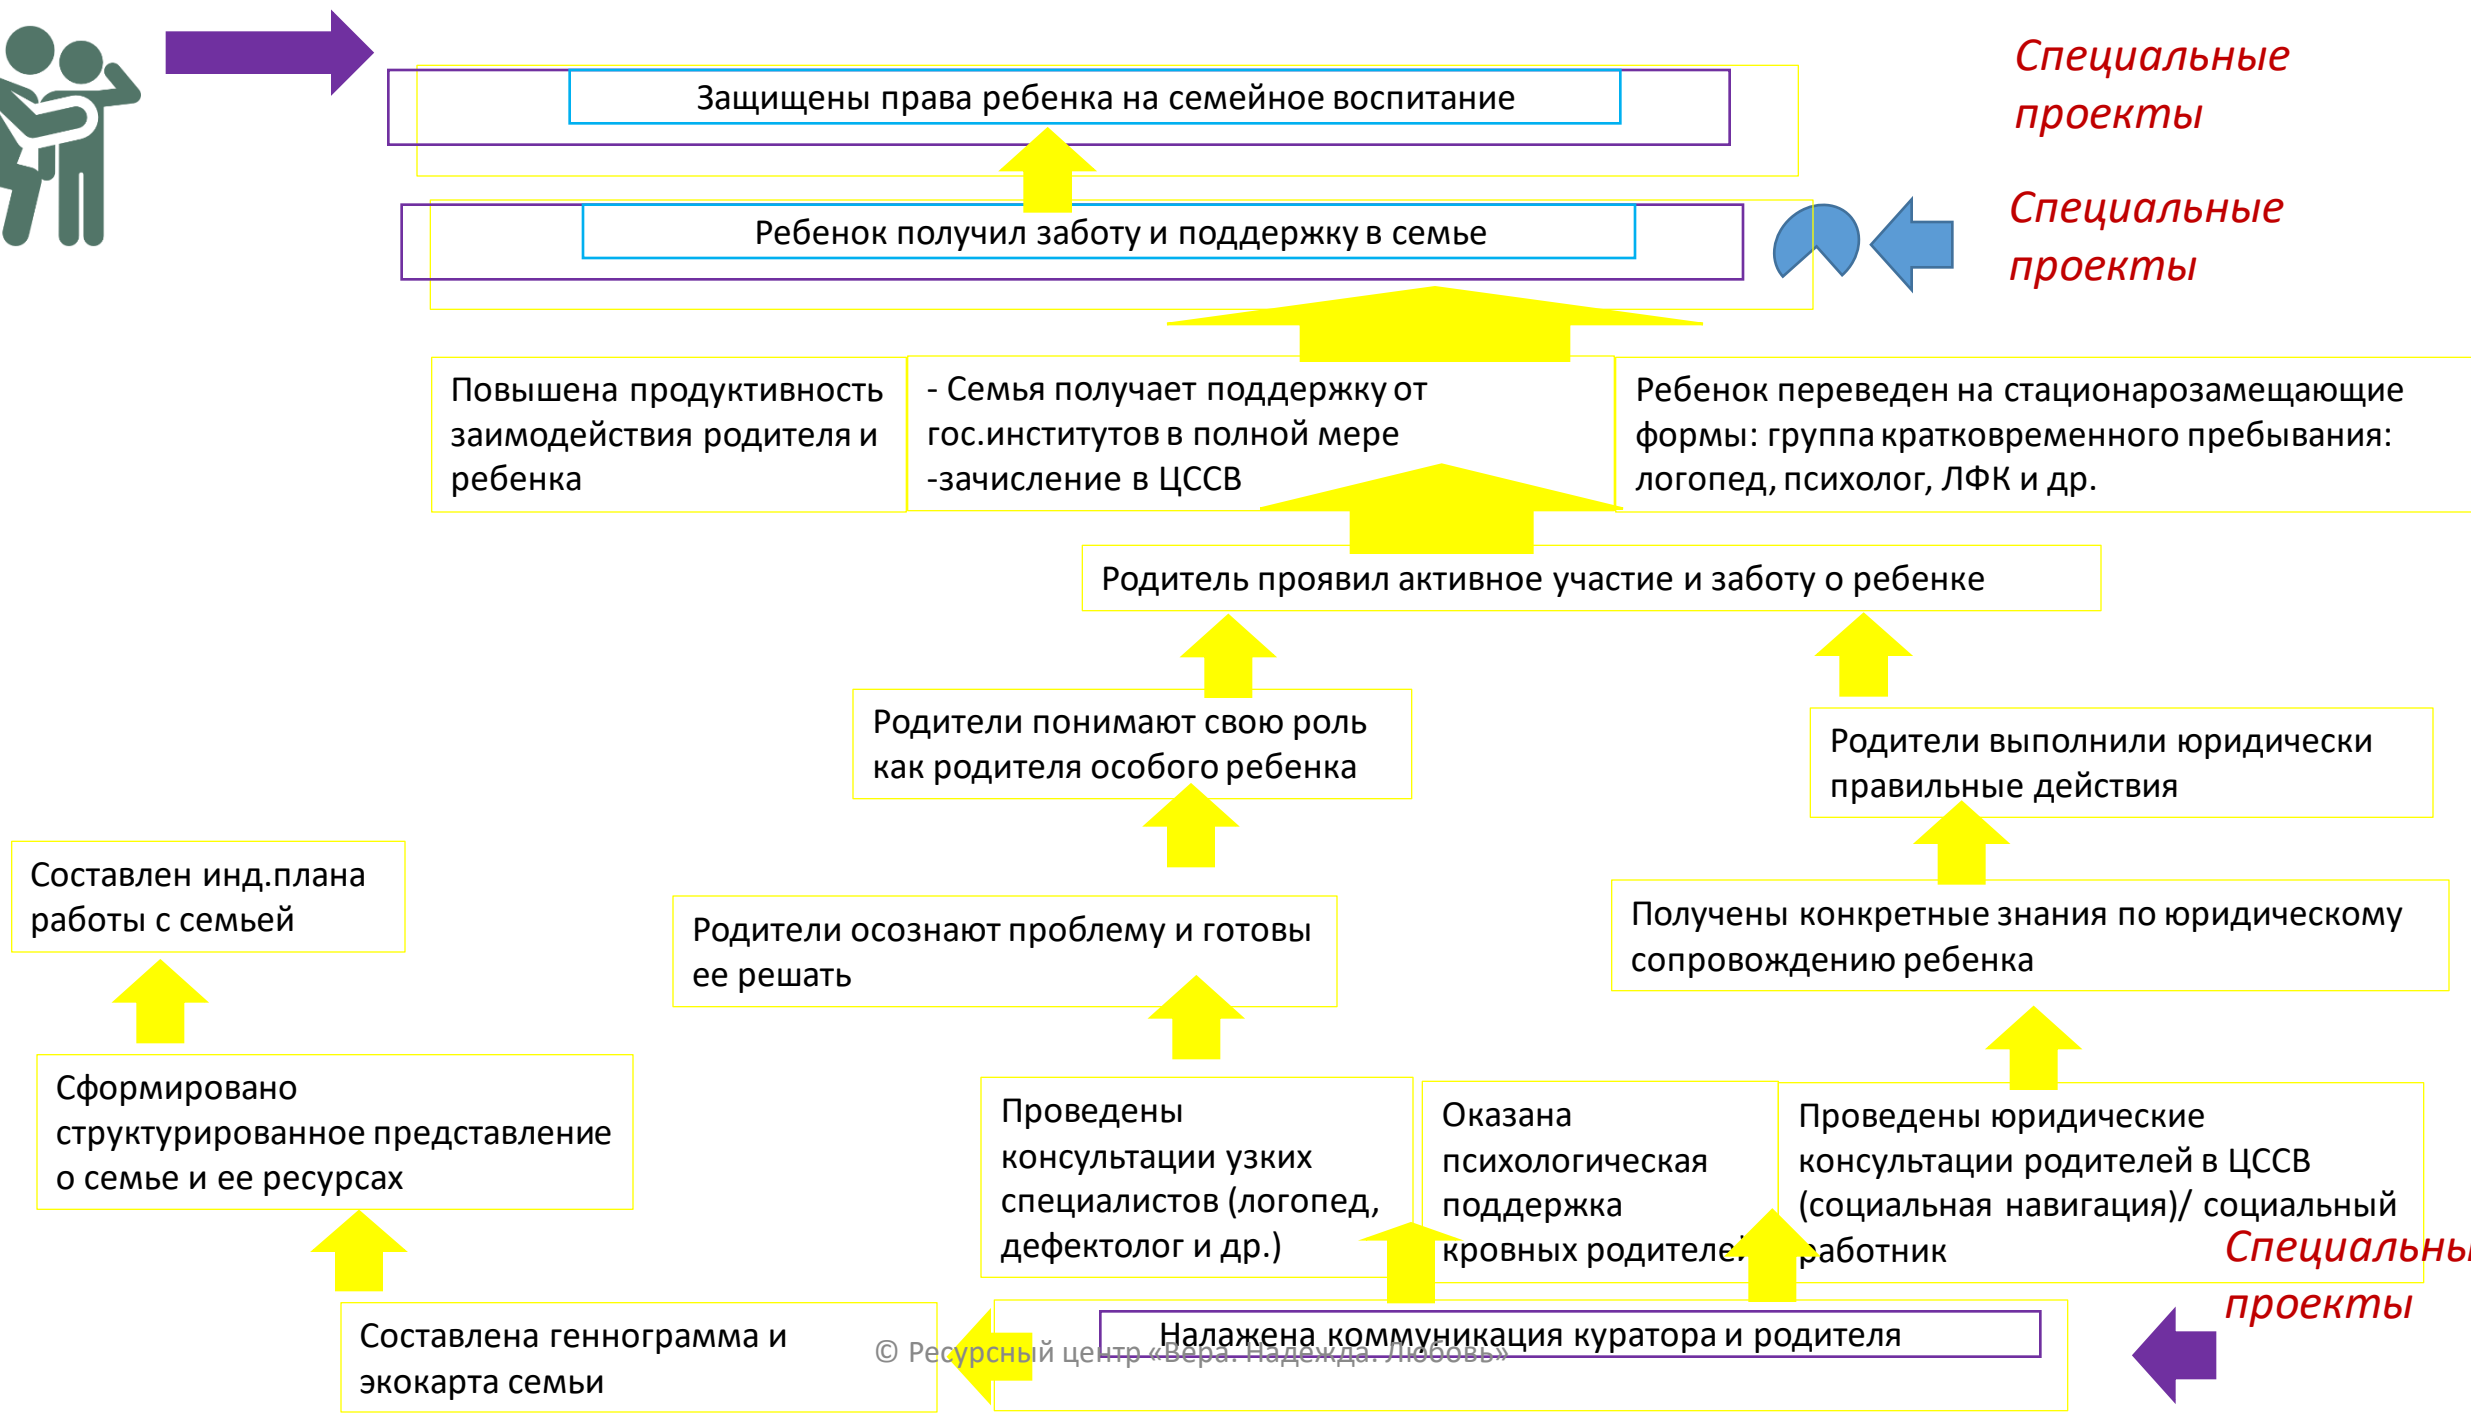 Специальные
проекты
Защищены права ребенка на семейное воспитание
Специальные
проекты
Ребенок получил заботу и поддержку в семье
Повышена продуктивность
заимодействия родителя и
ребенка
- Семья получает поддержку от
гос.институтов в полной мере
-зачисление в ЦССВ
Ребенок переведен на стационарозамещающие
формы: группа кратковременного пребывания:
логопед, психолог, ЛФК и др.
Родитель проявил активное участие и заботу о ребенке
Родители понимают свою роль
как родителя особого ребенка
Родители выполнили юридически
правильные действия
Составлен инд.плана
работы с семьей
Родители осознают проблему и готовы
ее решать
Получены конкретные знания по юридическому
сопровождению ребенка
Сформировано
структурированное представление
о семье и ее ресурсах
Проведены
консультации узких
специалистов (логопед,
дефектолог и др.)
Оказана
психологическая
поддержка
кровных родителей
Проведены юридические
консультации родителей в ЦССВ
(социальная навигация)/ социальный
работник
Специальны
проекты
Составлена геннограмма и
экокарта семьи
Налажена коммуникация куратора и родителя
© Ресурсный центр «Вера. Надежда. Любовь»